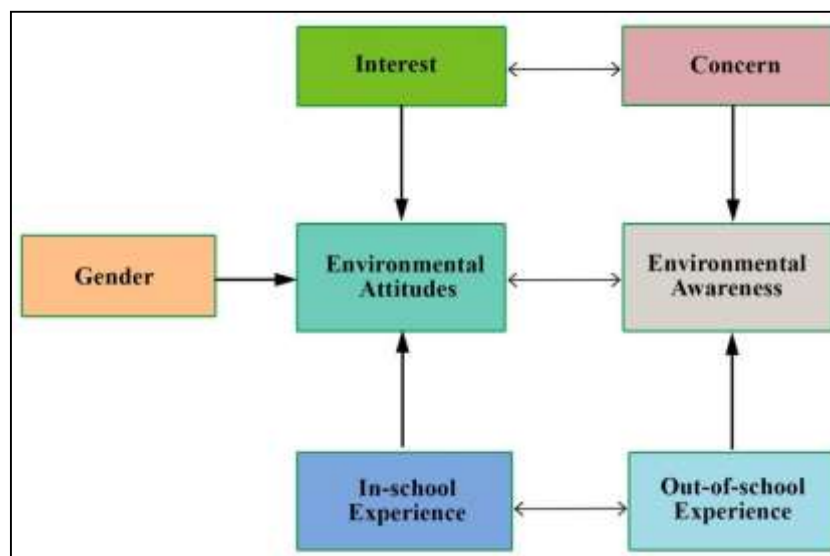 Interest
Concern
Gender
Environmental
Attitudes
Environmental
Awareness
In-school
Experience
Out-of-school
Experience